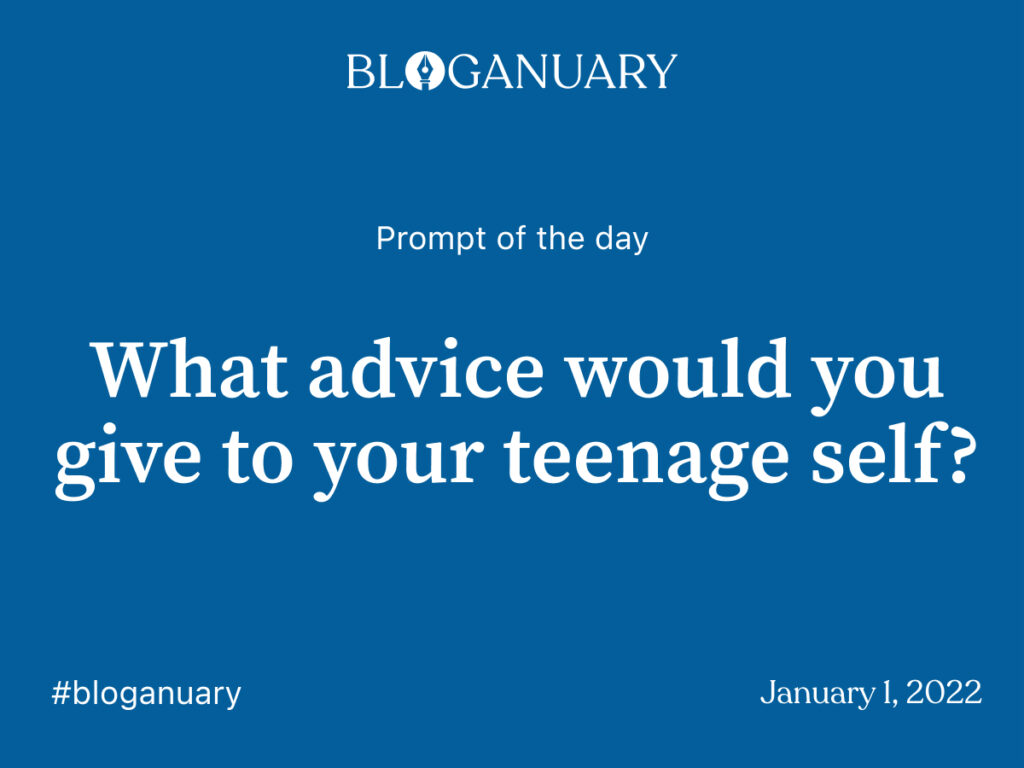 BLOGANUARY
Prompt of the day
What advice would you
give to your teenage self?
#bloganuary
January 1, 2022